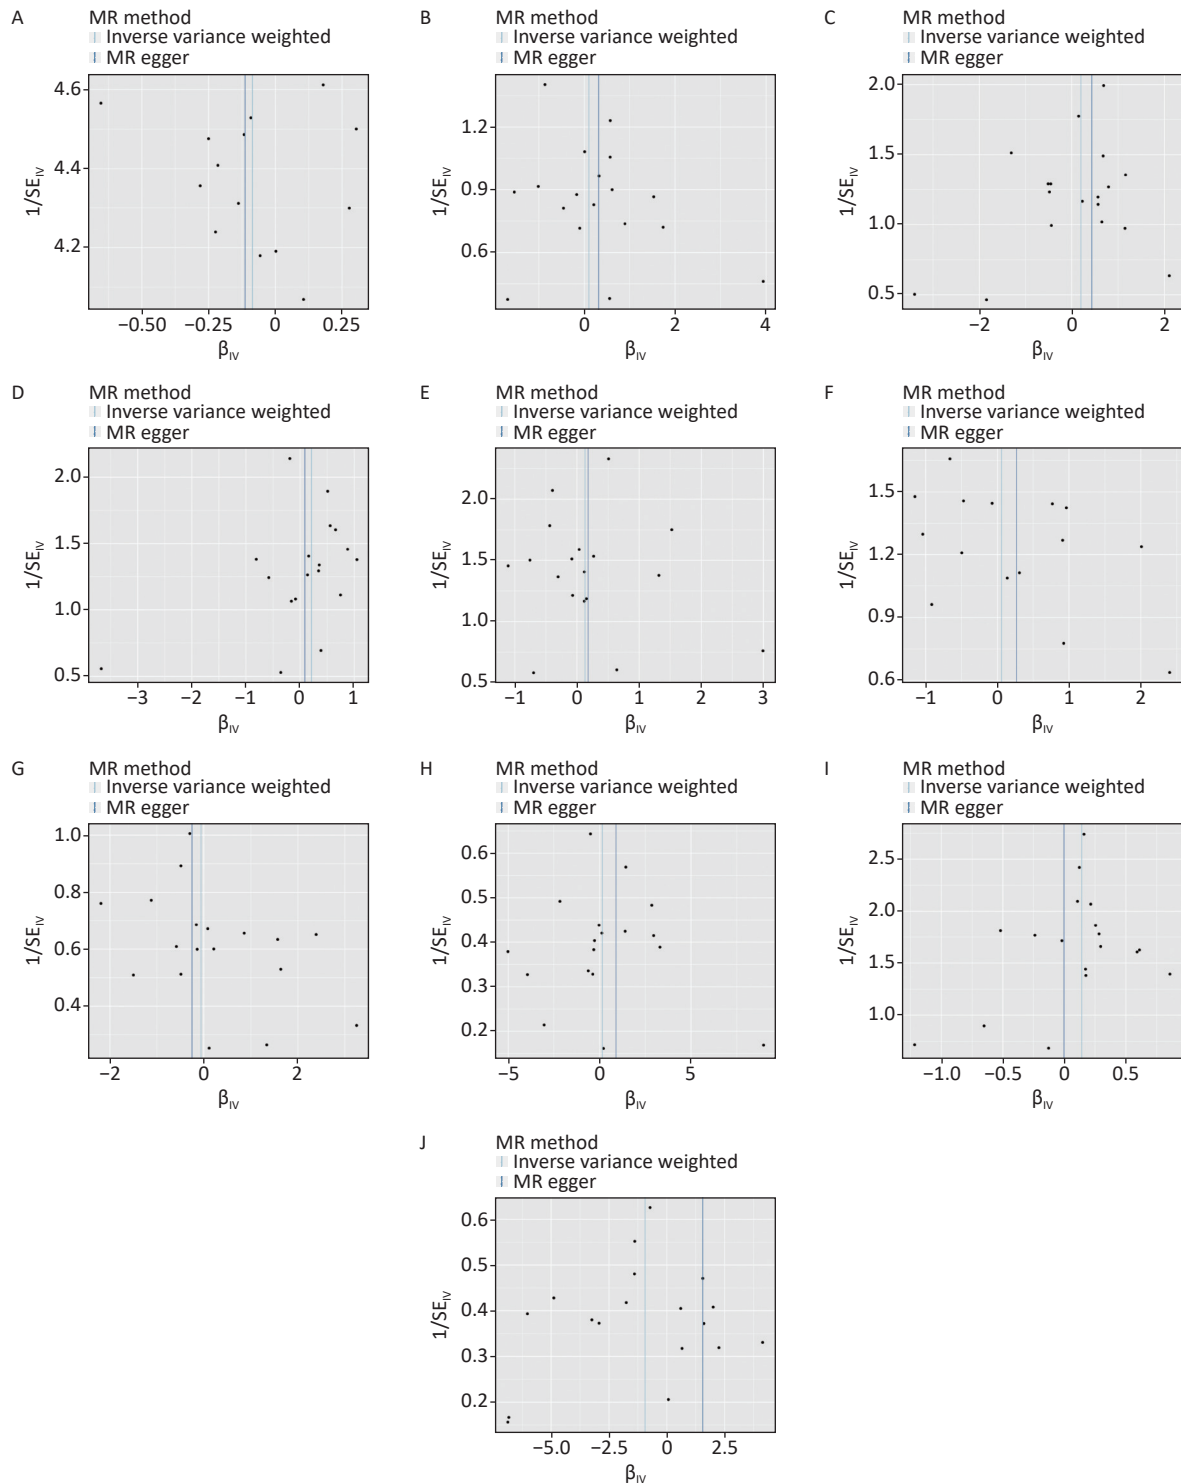 A
MR method
Inverse variance weighted
MR egger
4.6
4.4
4.2
1/SE_IV
−0.50 −0.25 0 0.25
β_IV
B
MR method
Inverse variance weighted
MR egger
1.2
0.9
0.6
1/SE_IV
0 2 4
β_IV
C
MR method
Inverse variance weighted
MR egger
2.0
1.5
1.0
0.5
1/SE_IV
−2 0 2
β_IV
D
MR method
Inverse variance weighted
MR egger
2.0
1.5
1.0
0.5
1/SE_IV
−3 −2 −1 0 1
β_IV
E
MR method
Inverse variance weighted
MR egger
2.0
1.5
1.0
0.5
1/SE_IV
−1 0 1 2 3
β_IV
F
MR method
Inverse variance weighted
MR egger
1.5
1.2
0.9
0.6
1/SE_IV
−1 0 1 2
β_IV
G
MR method
Inverse variance weighted
MR egger
1.0
0.8
0.6
0.4
1/SE_IV
−2 0 2
β_IV
H
MR method
Inverse variance weighted
MR egger
0.6
0.5
0.4
0.3
0.2
1/SE_IV
−5 0 5
β_IV
I
MR method
Inverse variance weighted
MR egger
2.5
2.0
1.5
1.0
1/SE_IV
−1.0 −0.5 0 0.5
β_IV
J
MR method
Inverse variance weighted
MR egger
0.6
0.5
0.4
0.3
0.2
1/SE_IV
−5.0 −2.5 0 2.5
β_IV